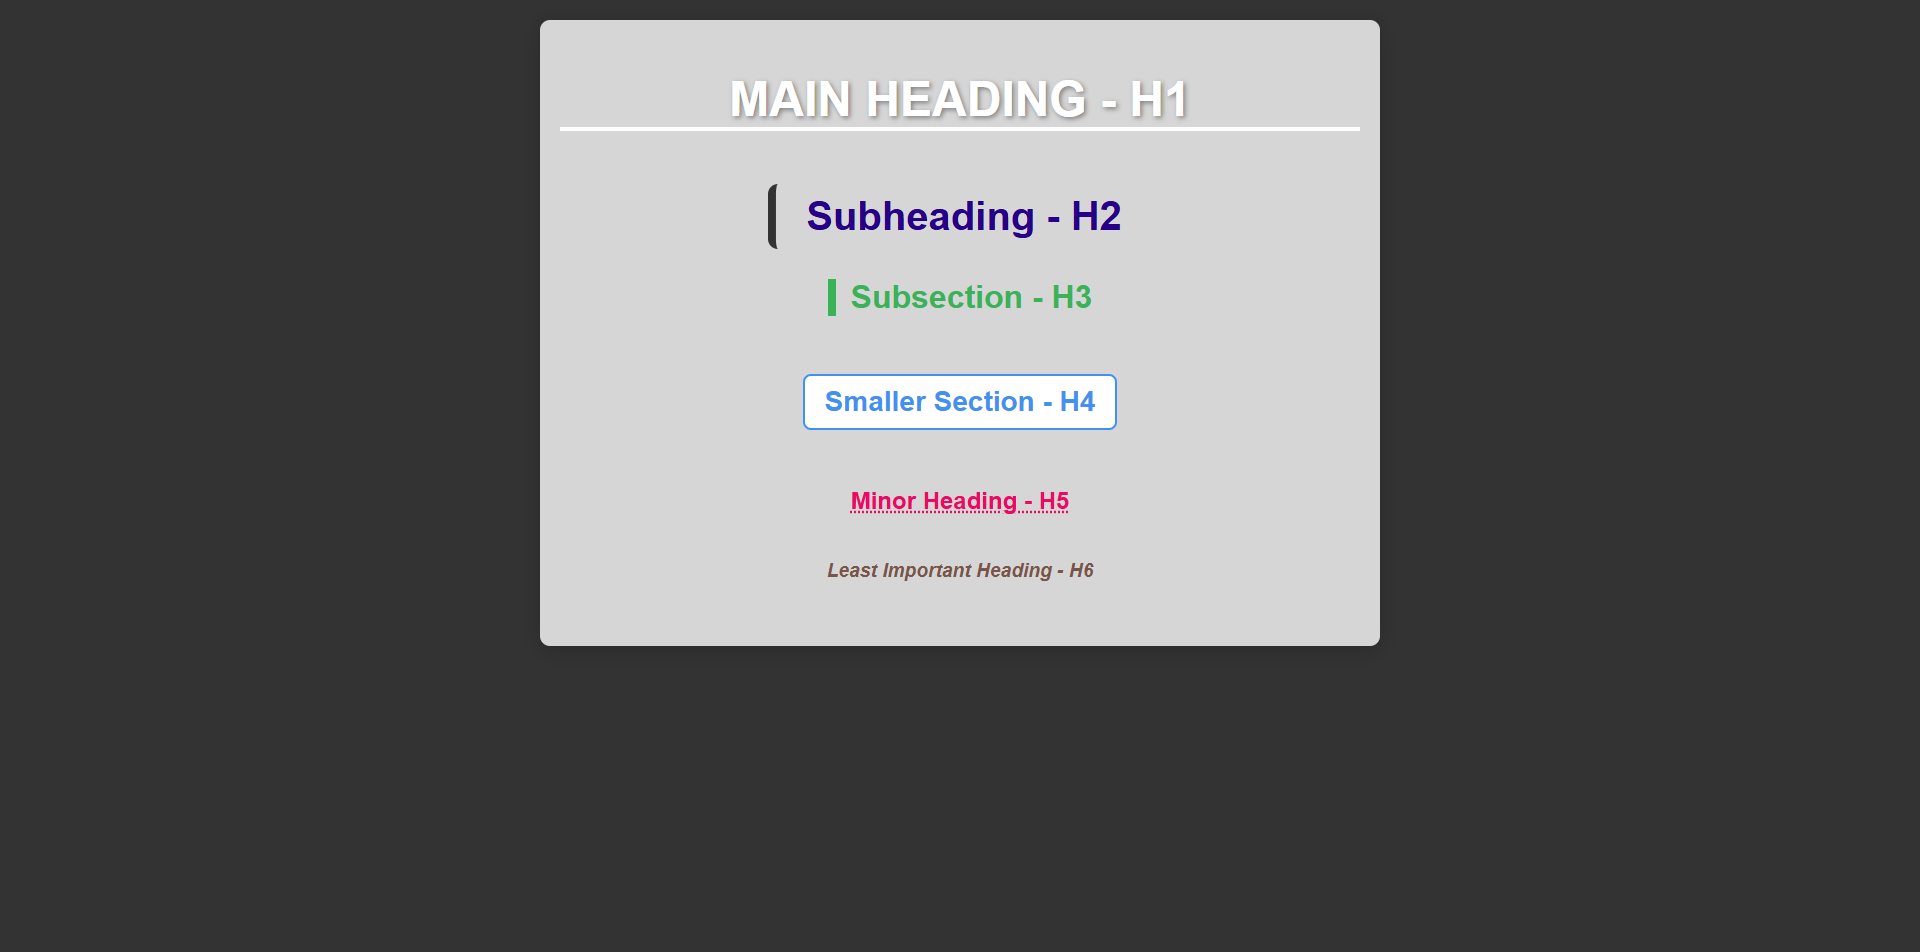 MAIN HEADING - H1
Subheading - H2
Subsection - H3
Smaller Section - H4
Minor Heading - H5
Least Important Heading - H6